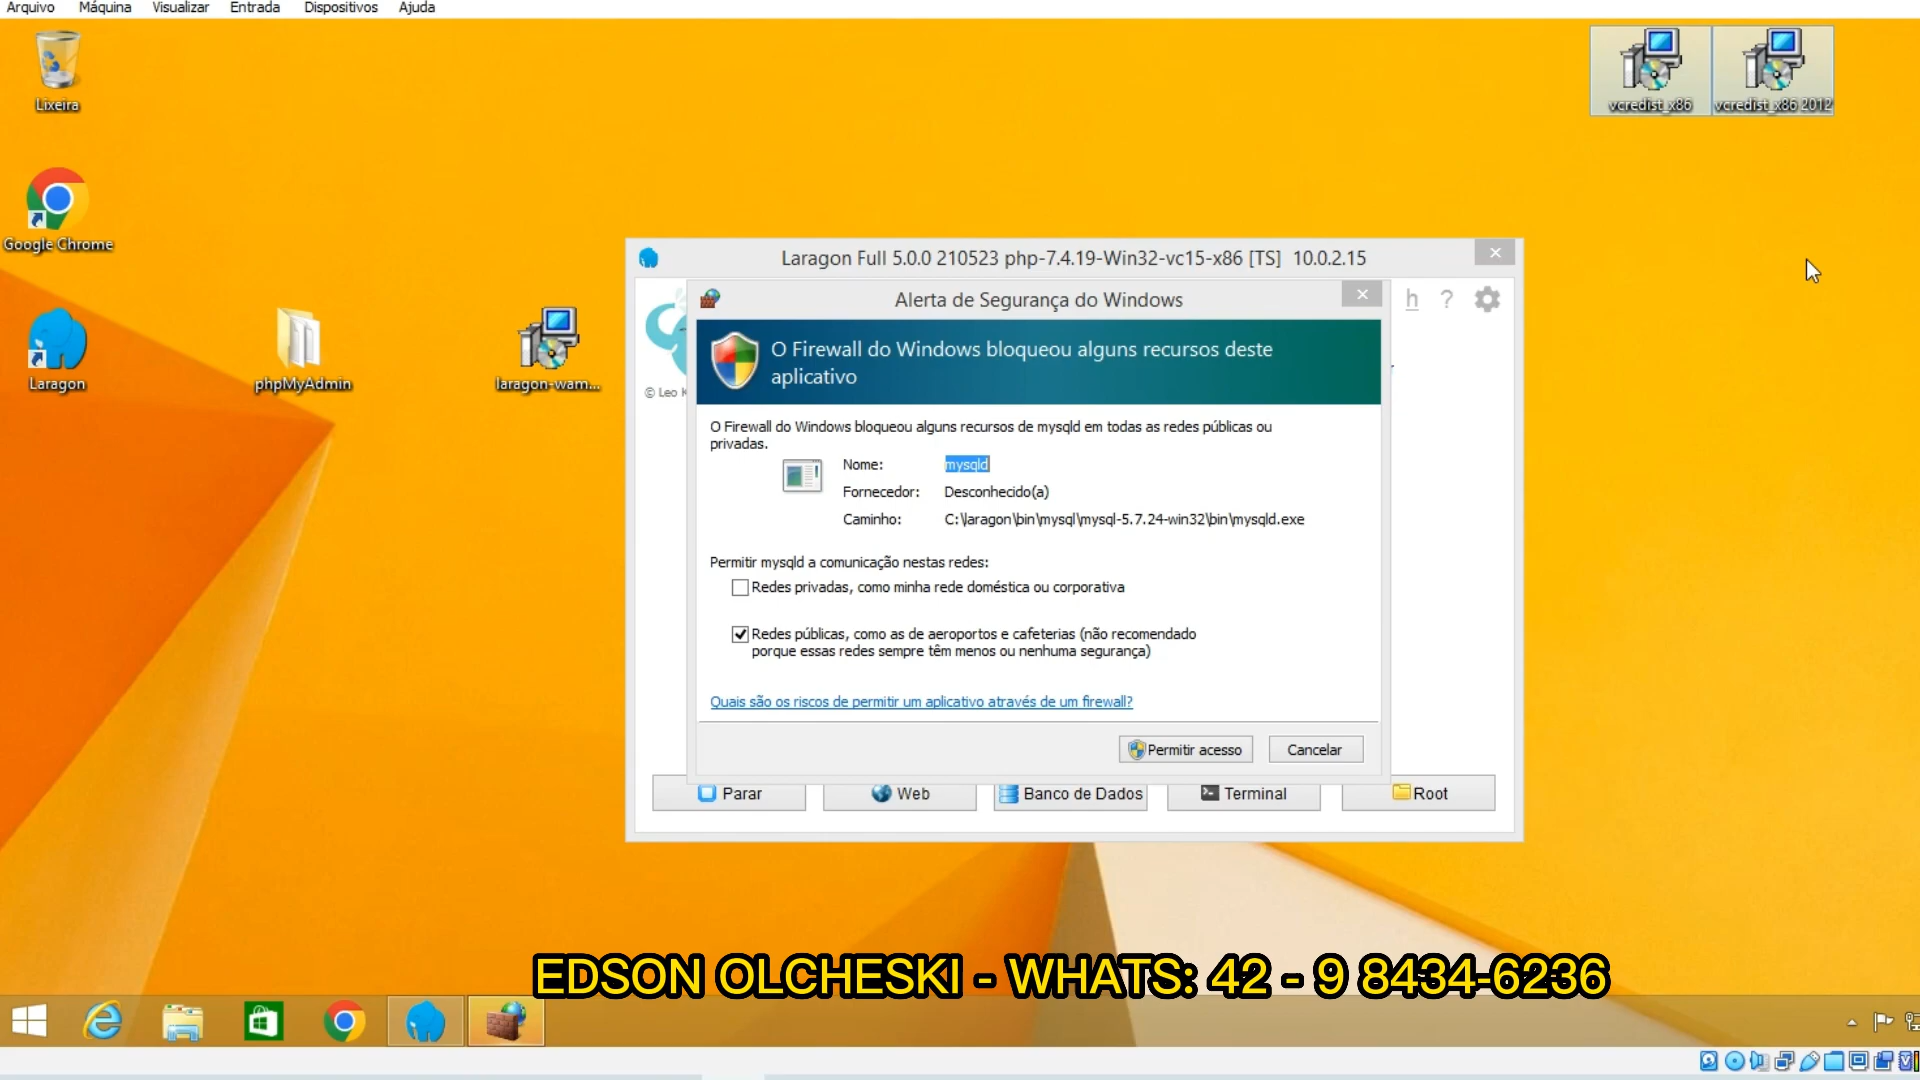 Arquivo Máquina Visualizar Entrada Dispositivos Ajuda
Lixeira
vcredist_x86
vcredist_x86 2012
Google Chrome
Laragon
phpMyAdmin
laragon-wam...
Laragon Full 5.0.0 210523 php-7.4.19-Win32-vc15-x86 [TS] 10.0.2.15
h ?
© Leo K
Alerta de Segurança do Windows
O Firewall do Windows bloqueou alguns recursos deste
aplicativo
O Firewall do Windows bloqueou alguns recursos de mysqld em todas as redes públicas ou
privadas.
Nome: mysqld
Fornecedor: Desconhecido(a)
Caminho: C:\laragon\bin\mysql\mysql-5.7.24-win32\bin\mysqld.exe
Permitir mysqld a comunicação nestas redes:
Redes privadas, como minha rede doméstica ou corporativa
Redes públicas, como as de aeroportos e cafeterias (não recomendado
porque essas redes sempre têm menos ou nenhuma segurança)
Quais são os riscos de permitir um aplicativo através de um firewall?
Permitir acesso Cancelar
Parar Web Banco de Dados Terminal Root
EDSON OLCHESKI - WHATS: 42 - 9 8434-6236